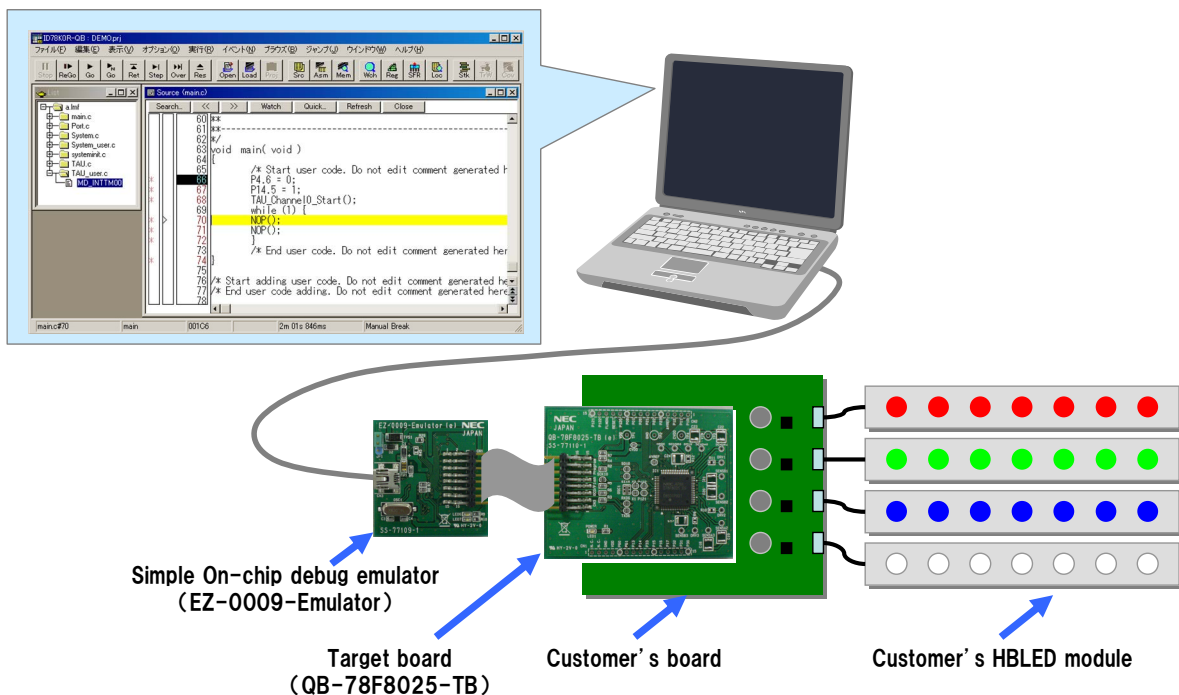 ID78K0R-QB : DEMO.prj
ファイル(F) 編集(E) 表示(V) オプション(O) 実行(R) イベント(N) ブラウズ(B) ジャンプ(J) ウインドウ(W) ヘルプ(H)
Stop ReGo Go Go Ret Step Over Res Open Load Proj Src Asm Mem Wch Reg SFR Loc Stk TrW Cov
List
a.lmf
main.c
Port.c
System.c
System_user.c
systeminit.c
TAU.c
TAU_user.c
MD_INTTM00
Source (main.c)
Search... << >> Watch Quick... Refresh Close
60 **
61 **----------------------------------------------------
62 */
63 void main( void )
64 {
65 /* Start user code. Do not edit comment generated h
66 P4.6 = 0;
67 P14.5 = 1;
68 TAU_Channel0_Start();
69 while (1) {
70 NOP();
71 NOP();
72 }
73 /* End user code. Do not edit comment generated her
74 }
75
76 /* Start adding user code. Do not edit comment generated he
77 /* End user code adding. Do not edit comment generated here
78
main.c#70 main 001C6 2m 01s 846ms Manual Break
EZ-0009-Emulator(e) NEC
JAPAN
SS-77109-1
NEC
JAPAN
QB-78F8025-TB(e)
SS-77110-1
Simple On-chip debug emulator
(EZ-0009-Emulator)
Target board
(QB-78F8025-TB)
Customer's board
Customer's HBLED module